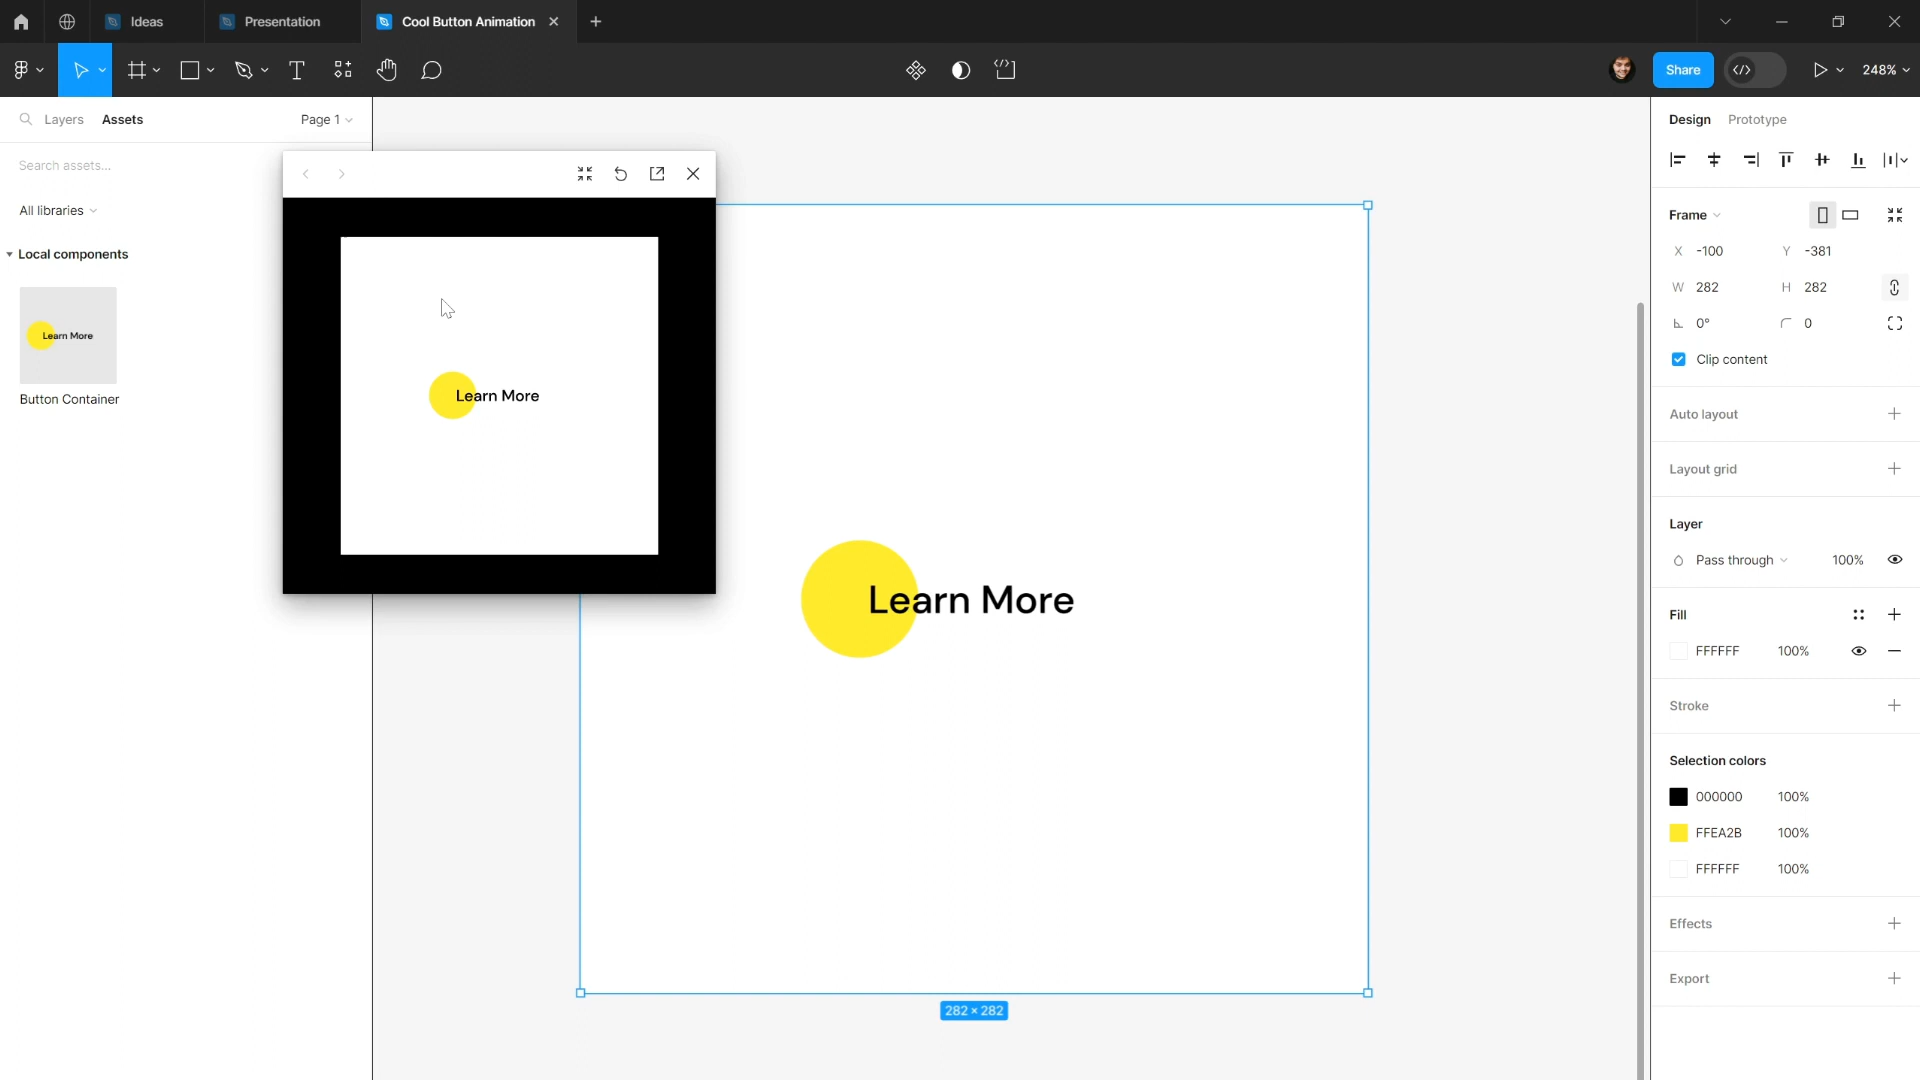 Ideas
Presentation
Cool Button Animation
Share
248%
Layers
Assets
Page 1
Search assets...
All libraries
Local components
Learn More
Button Container
Learn More
Learn More
282 × 282
Design
Prototype
Frame
X -100
Y -381
W 282
H 282
0°
0
Clip content
Auto layout
Layout grid
Layer
Pass through
100%
Fill
FFFFFF
100%
Stroke
Selection colors
000000
100%
FFEA2B
100%
FFFFFF
100%
Effects
Export